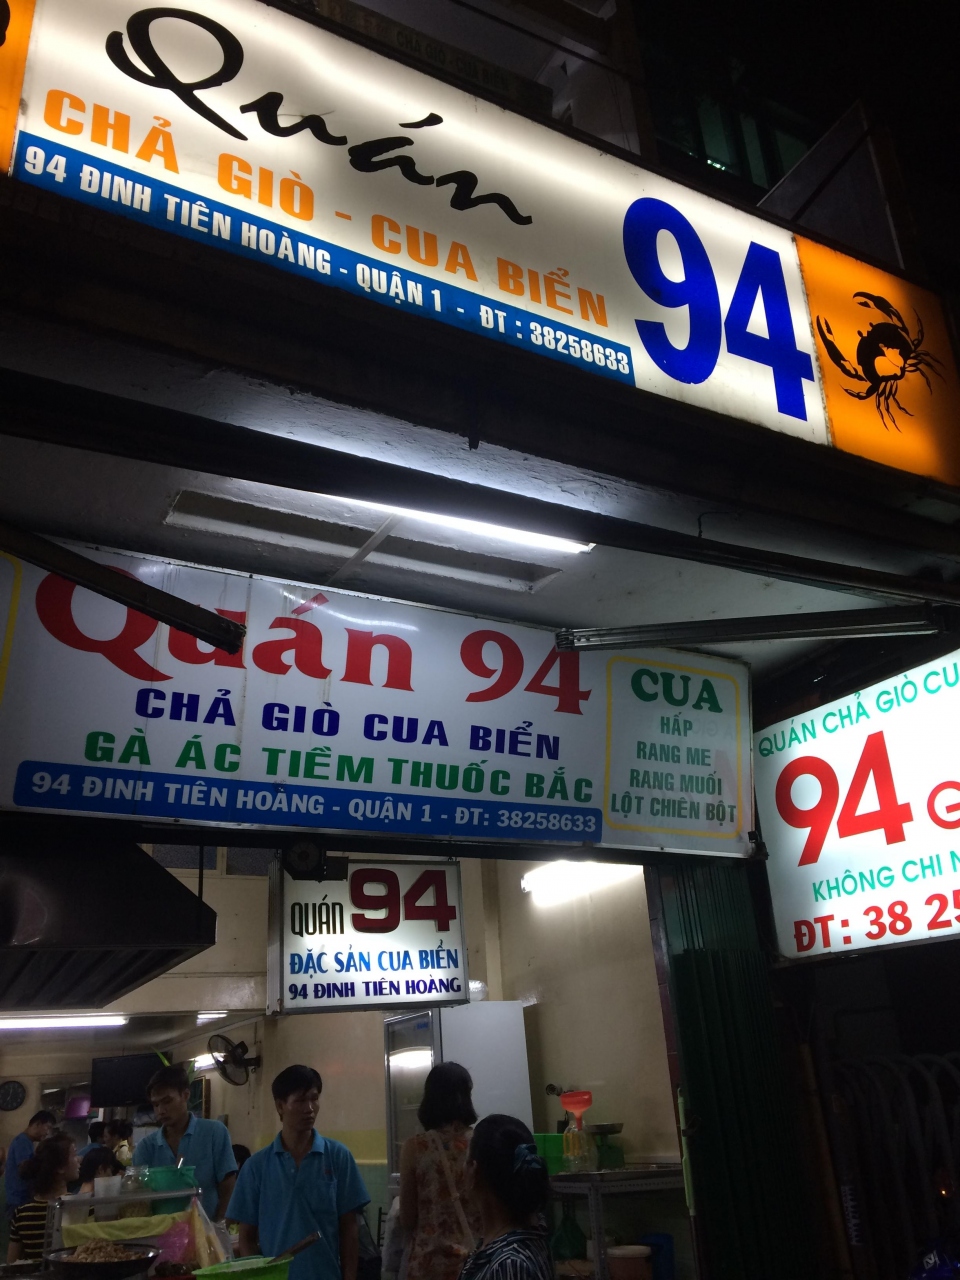 Quán 94
CHẢ GIÒ - CUA BIỂN
94 ĐINH TIÊN HOÀNG - QUẬN 1 - ĐT : 38258633
Quán 94
CHẢ GIÒ CUA BIỂN
GÀ ÁC TIỀM THUỐC BẮC
94 ĐINH TIÊN HOÀNG - QUẬN 1 - ĐT: 38258633
CUA
HẤP
RANG ME
RANG MUỐI
LỘT CHIÊN BỘT
QUÁN CHẢ GIÒ CU
94 G
KHÔNG CHI N
ĐT: 38 25
QUÁN 94
ĐẶC SẢN CUA BIỂN
94 ĐINH TIÊN HOÀNG